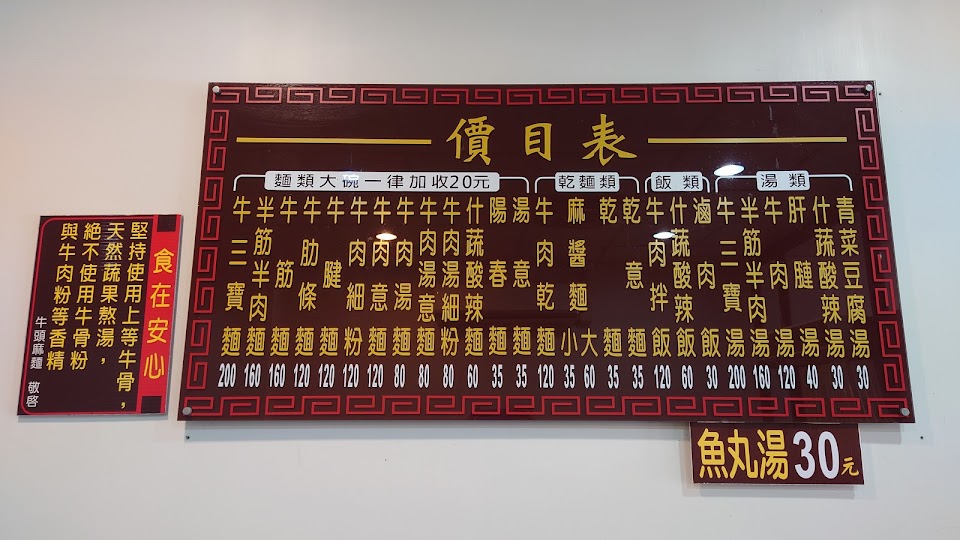 價目表
麵類大碗一律加收20元
牛三寶麵 200
半筋半肉麵 160
牛筋麵 160
牛肋條麵 120
牛腱麵 120
牛肉細粉 120
牛肉意麵 120
牛肉湯麵 80
牛肉湯意麵 80
牛肉湯細粉 80
什蔬酸辣麵 60
陽春麵 35
湯意麵 35
乾麵類
牛肉乾麵 120
麻醬麵 小 35 大 60
乾麵 35
乾意麵 35
飯類
牛肉拌飯 120
什蔬酸辣飯 60
滷肉飯 30
湯類
牛三寶湯 200
半筋半肉湯 160
牛肉湯 120
肝腱湯 40
什蔬酸辣湯 30
青菜豆腐湯 30
魚丸湯30元
食在安心
堅持使用上等牛骨,
天然蔬果熬湯,
絕不使用牛骨粉
與牛肉粉等香精
牛頭麻麵 敬啓